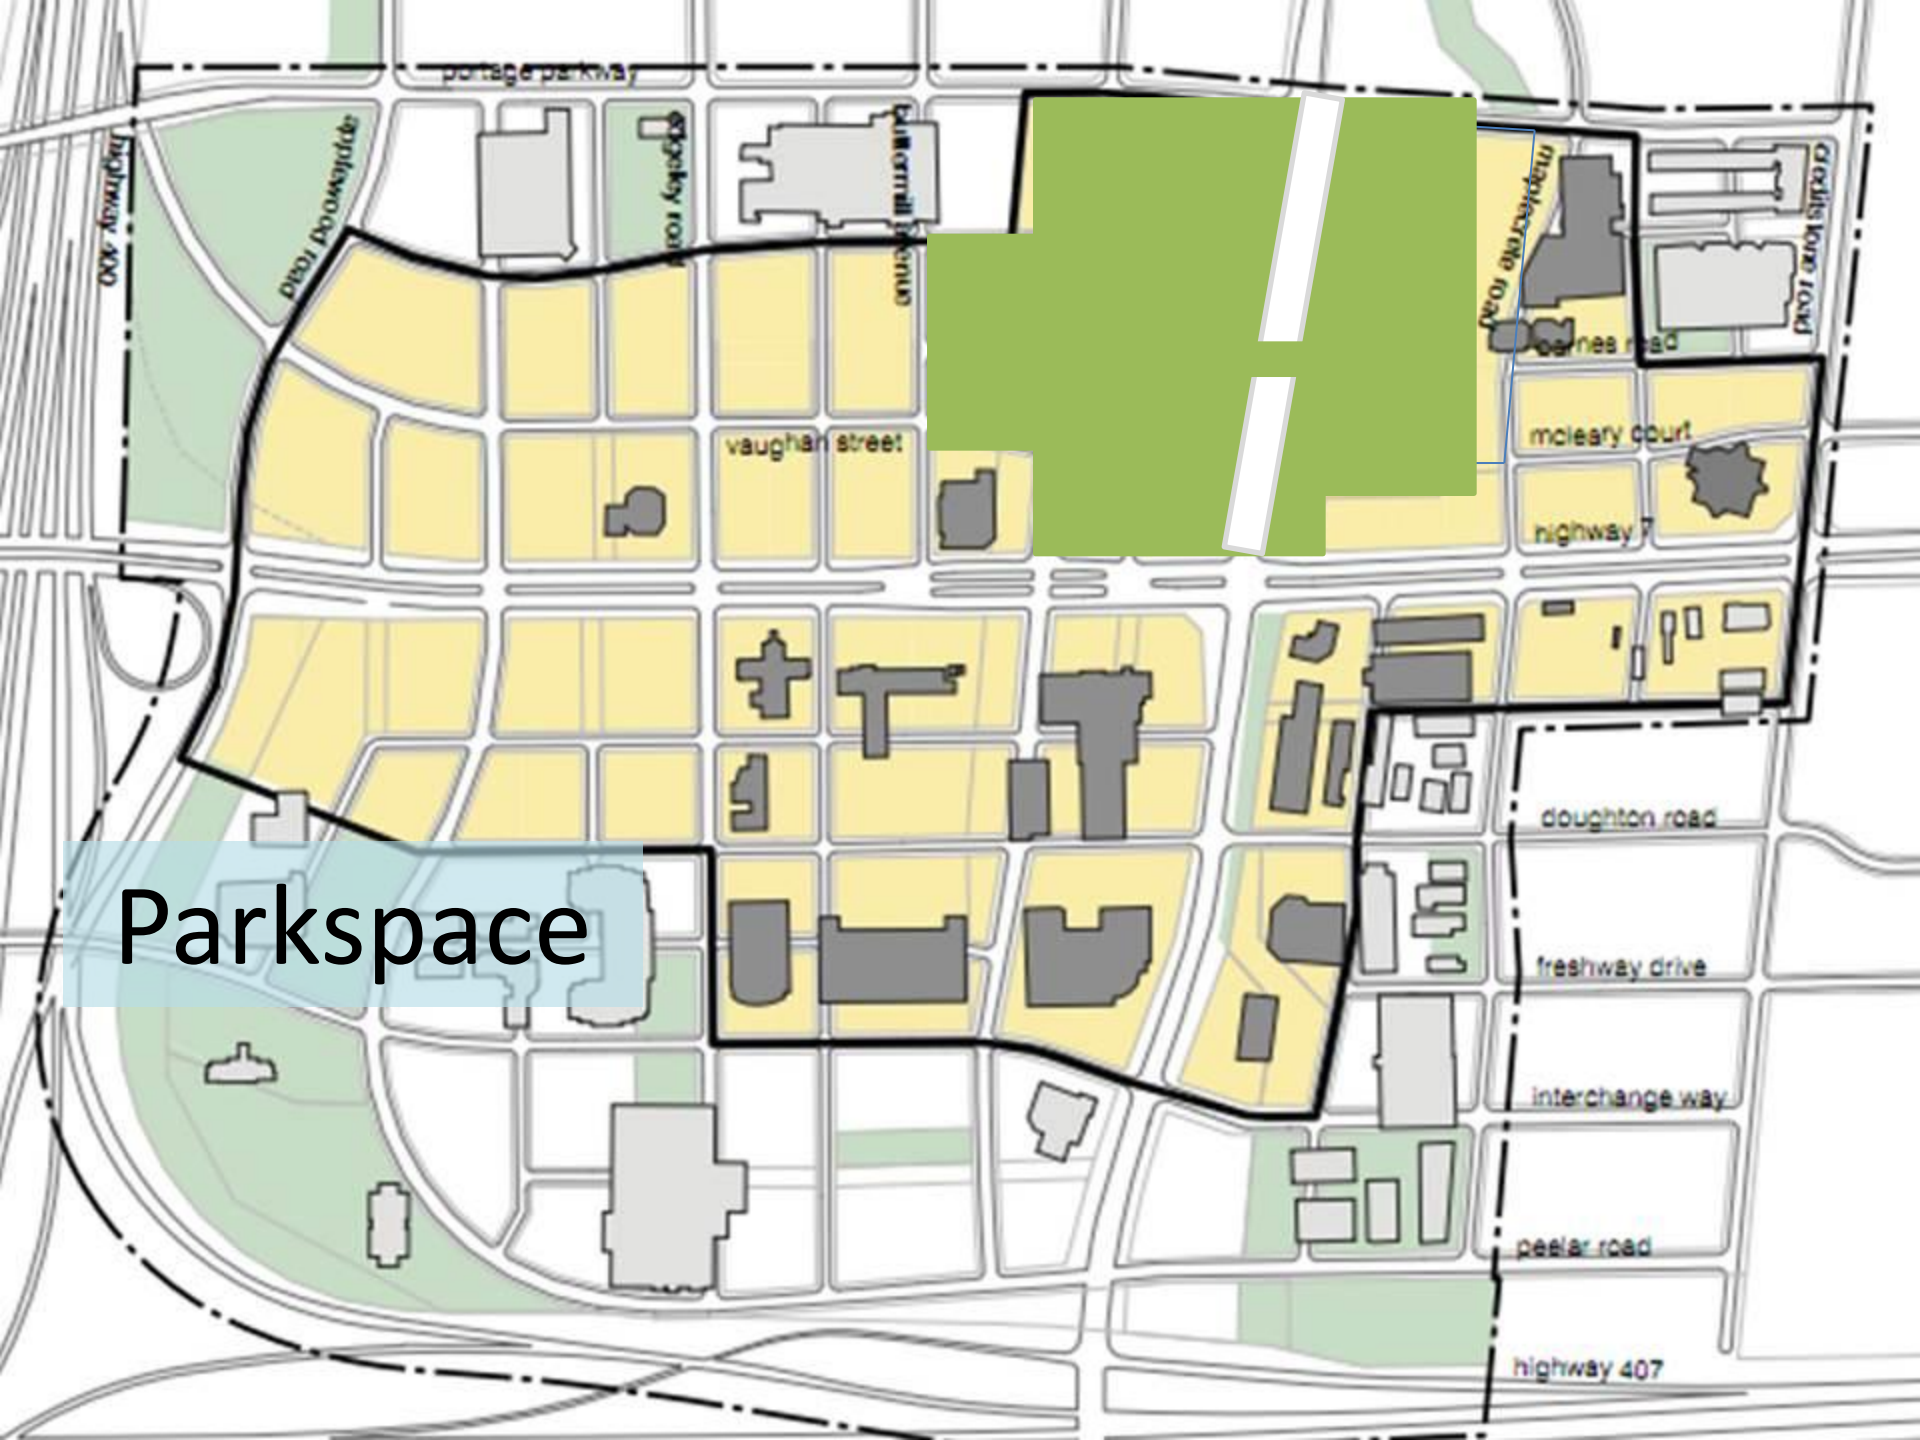 portage parkway
highway 400
applewood road
edgeley road
buttermill avenue
maplecrete road
creditstone road
barnes road
vaughan street
mcleary court
highway 7
doughton road
Parkspace
freshway drive
interchange way
peelar road
highway 407